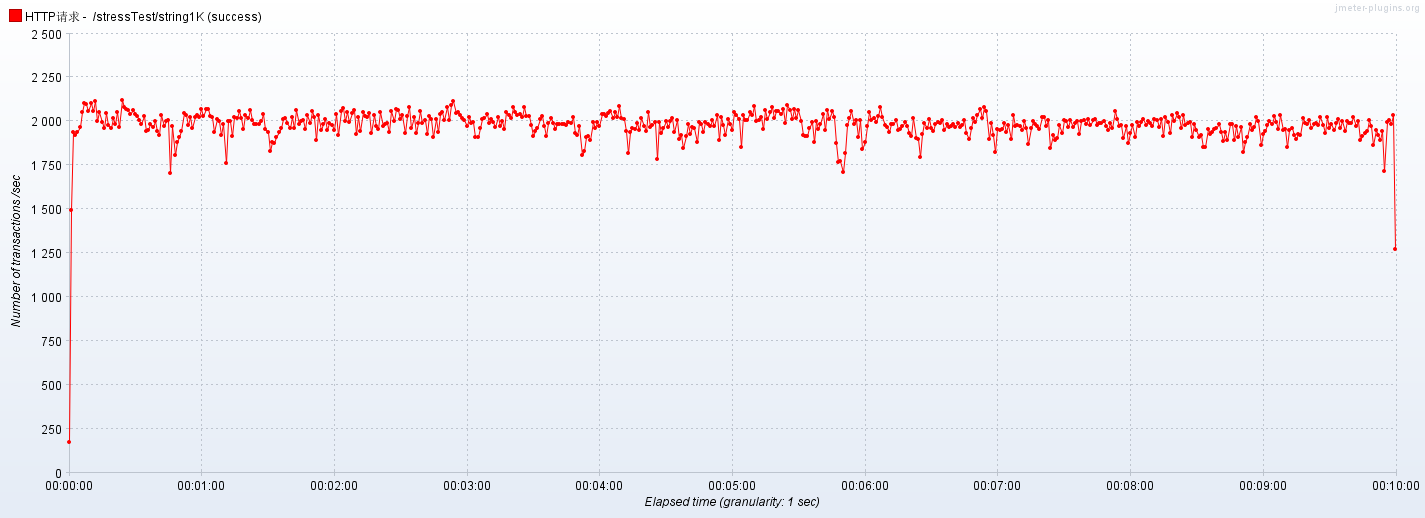 jmeter-plugins.org
HTTP请求 - /stressTest/string1K (success)
2 500
2 250
2 000
1 750
1 500
1 250
1 000
750
500
250
0
Number of transactions /sec
00:00:00 00:01:00 00:02:00 00:03:00 00:04:00 00:05:00 00:06:00 00:07:00 00:08:00 00:09:00 00:10:00
Elapsed time (granularity: 1 sec)